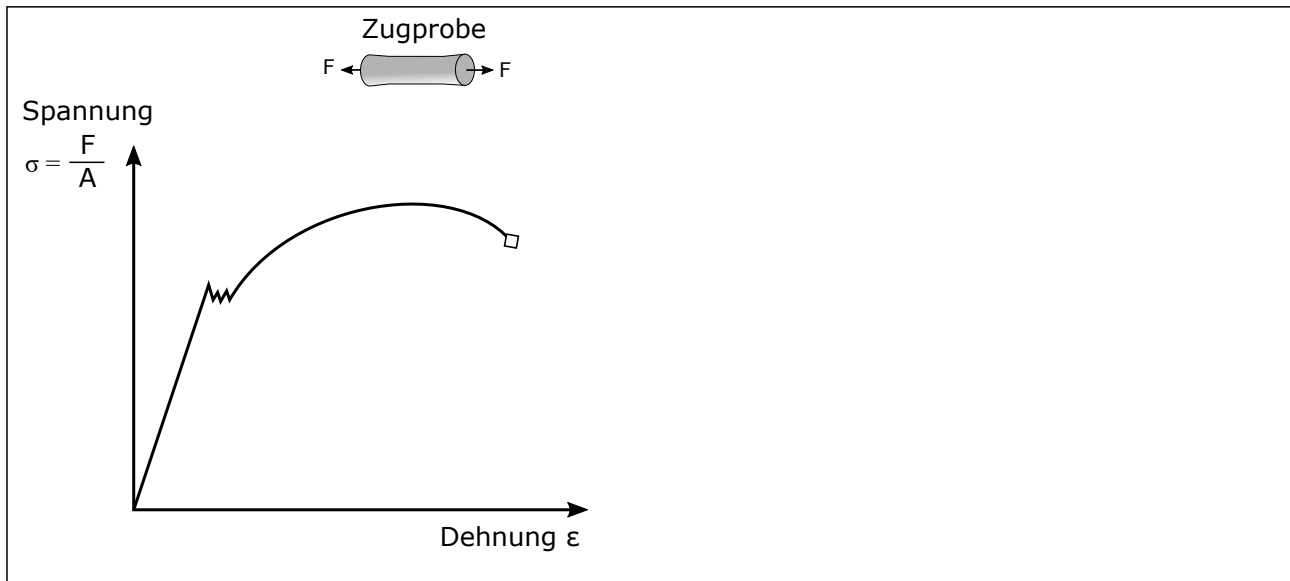 Zugprobe
F F
Spannung
σ = F/A
Dehnung ε